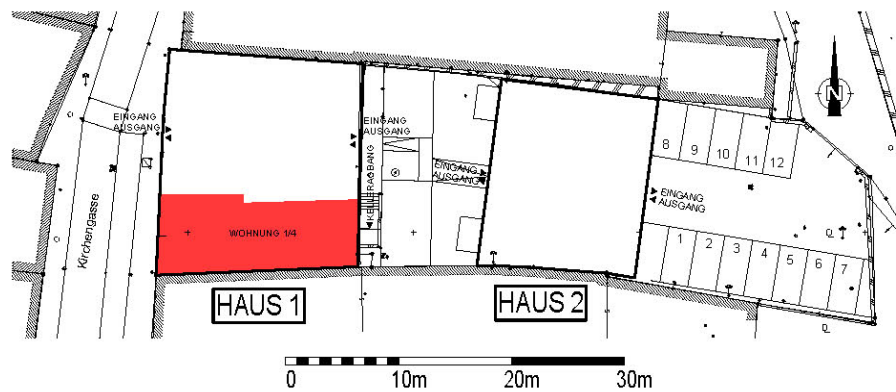 N
EINGANG
AUSGANG
EINGANG
AUSGANG
KELLERABGANG
EINGANG
AUSGANG
EINGANG
AUSGANG
8
9
10
11
12
Kirchengasse
WOHNUNG 1/4
1
2
3
4
5
6
7
HAUS 1
HAUS 2
0
10m
20m
30m